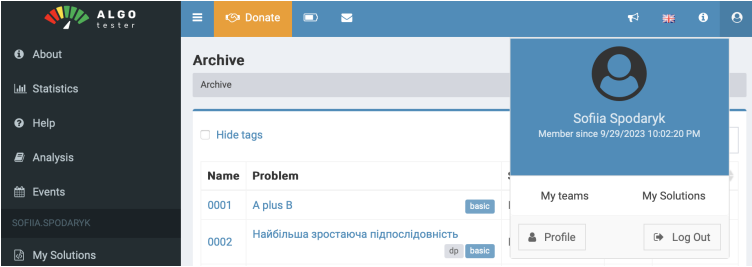 ALGO
tester
Donate
About
Statistics
Help
Analysis
Events
SOFIIA.SPODARYK
My Solutions
Archive
Archive
Hide tags
Name Problem
0001 A plus B basic
0002 Найбільша зростаюча підпослідовність
dp basic
Sofiia Spodaryk
Member since 9/29/2023 10:02:20 PM
My teams My Solutions
Profile Log Out